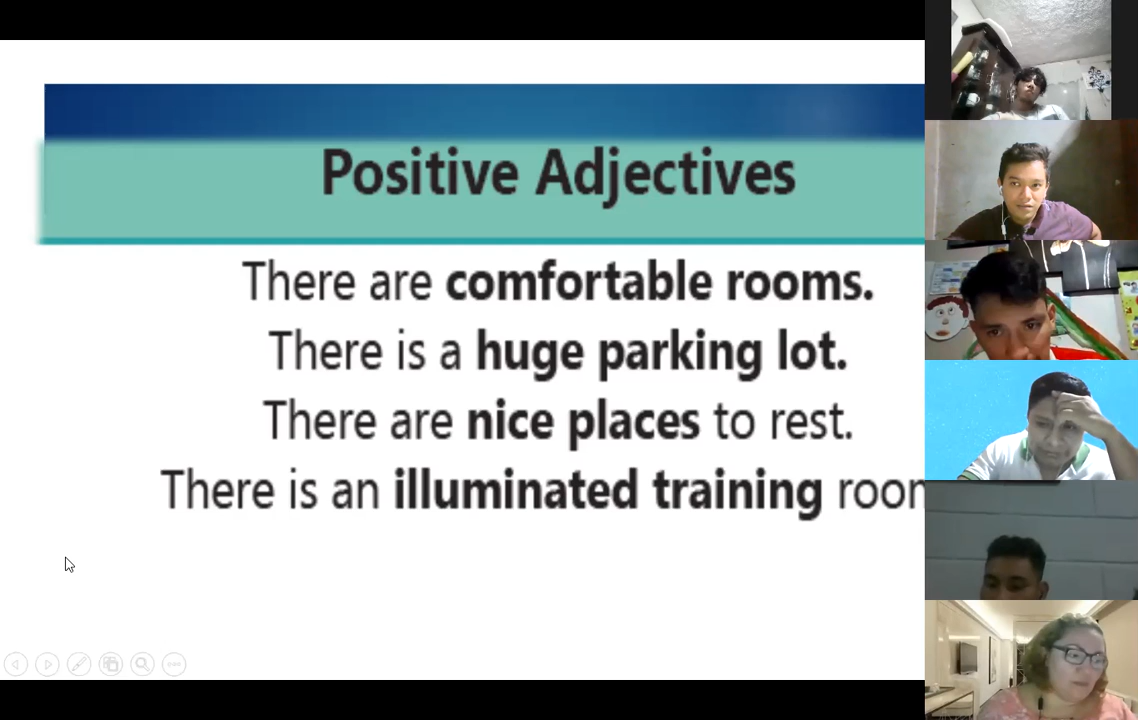 Positive Adjectives
There are comfortable rooms.
There is a huge parking lot.
There are nice places to rest.
There is an illuminated training